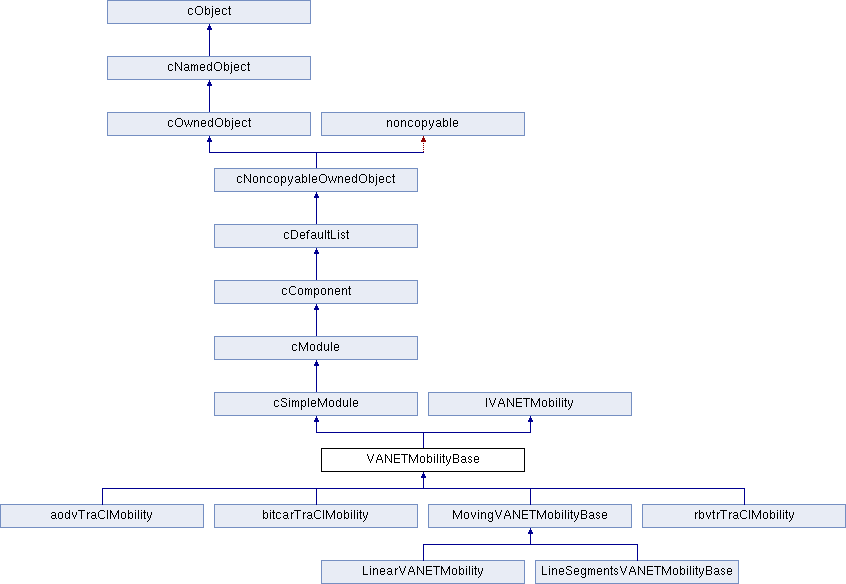 cObject
cNamedObject
cOwnedObject
noncopyable
cNoncopyableOwnedObject
cDefaultList
cComponent
cModule
cSimpleModule
IVANETMobility
VANETMobilityBase
aodvTraCIMobility
bitcarTraCIMobility
MovingVANETMobilityBase
rbvtrTraCIMobility
LinearVANETMobility
LineSegmentsVANETMobilityBase